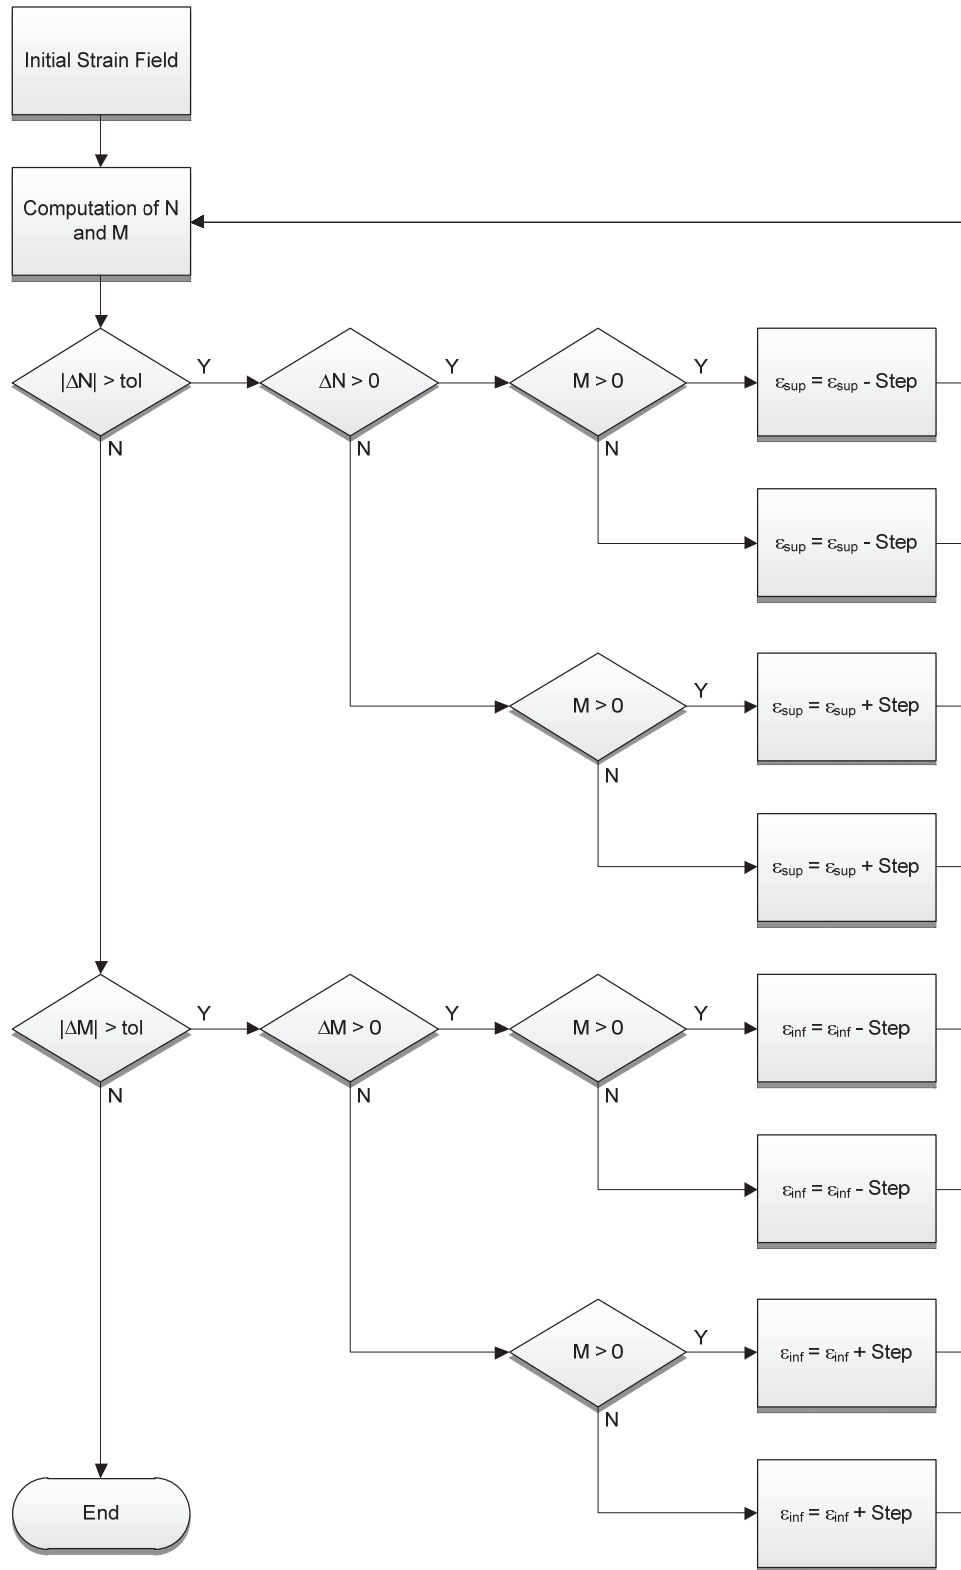 Initial Strain Field
Computation of N
and M
|ΔN| > tol
Y
ΔN > 0
Y
M > 0
Y
εsup = εsup - Step
N
N
N
εsup = εsup - Step
M > 0
Y
εsup = εsup + Step
N
εsup = εsup + Step
|ΔM| > tol
Y
ΔM > 0
Y
M > 0
Y
εinf = εinf - Step
N
N
N
εinf = εinf - Step
M > 0
Y
εinf = εinf + Step
N
εinf = εinf + Step
End